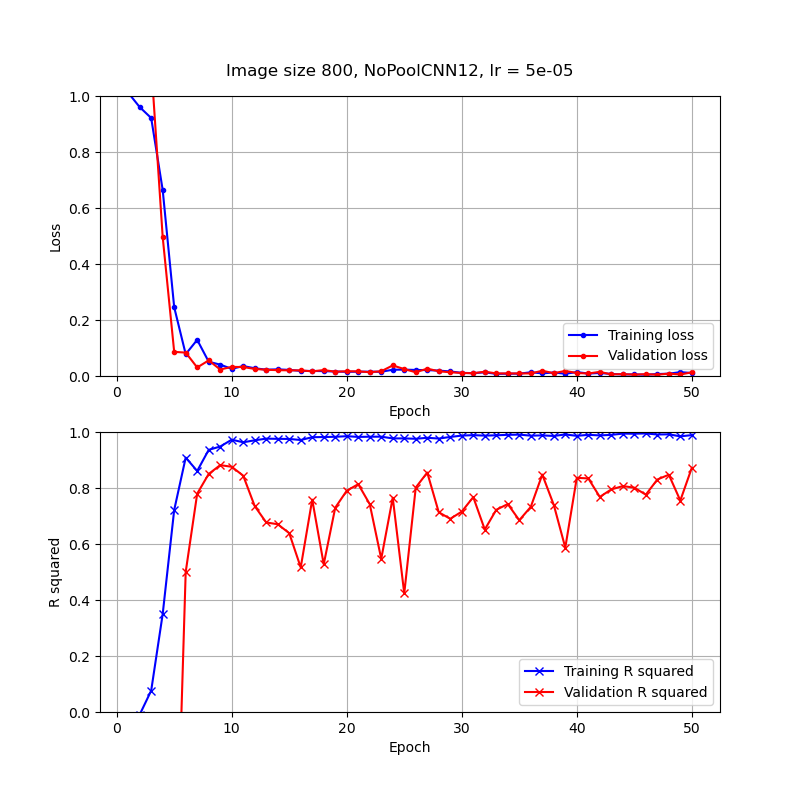 Image size 800, NoPoolCNN12, lr = 5e-05
1.0
0.8
0.6
0.4
0.2
0.0
Loss
Training loss
Validation loss
0 10 20 30 40 50
Epoch
1.0
0.8
0.6
0.4
0.2
0.0
R squared
Training R squared
Validation R squared
0 10 20 30 40 50
Epoch